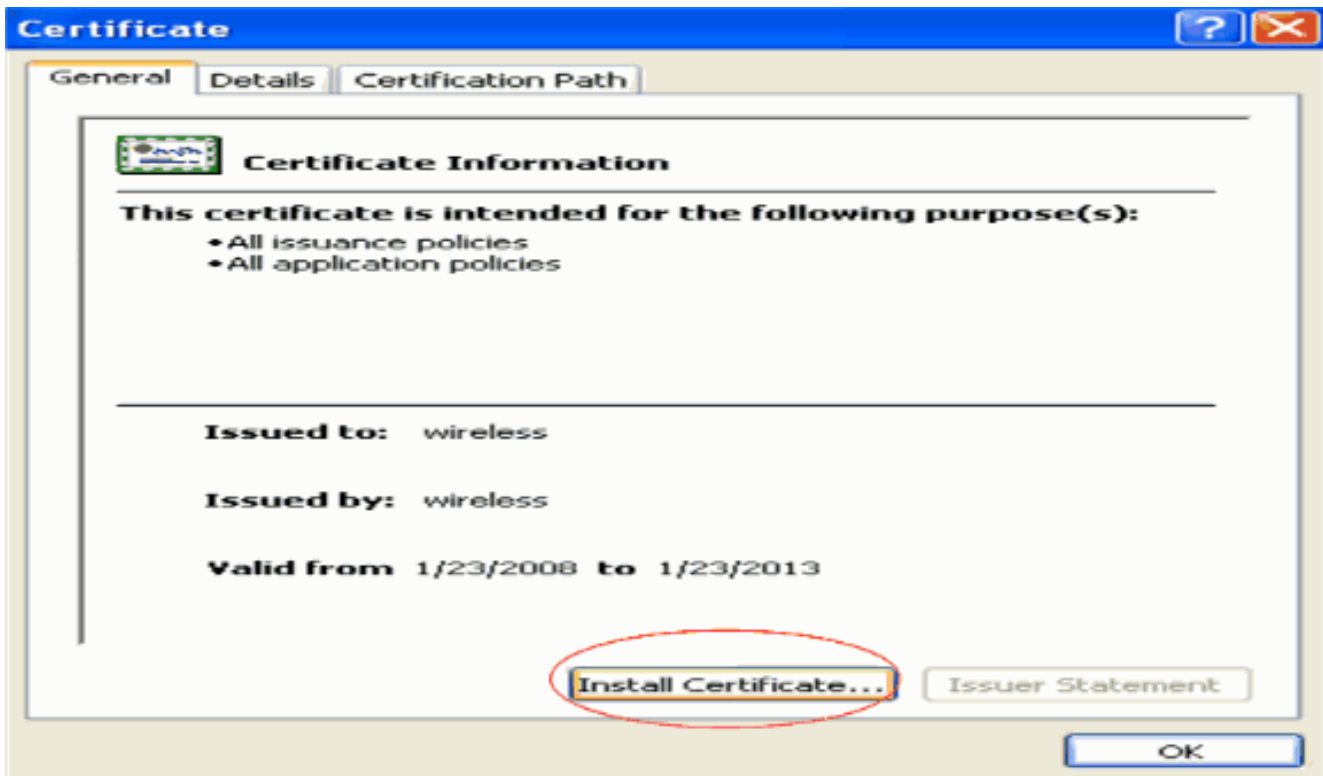 Certificate
General Details Certification Path
Certificate Information
This certificate is intended for the following purpose(s):
•All issuance policies
•All application policies
Issued to: wireless
Issued by: wireless
Valid from 1/23/2008 to 1/23/2013
Install Certificate... Issuer Statement
OK